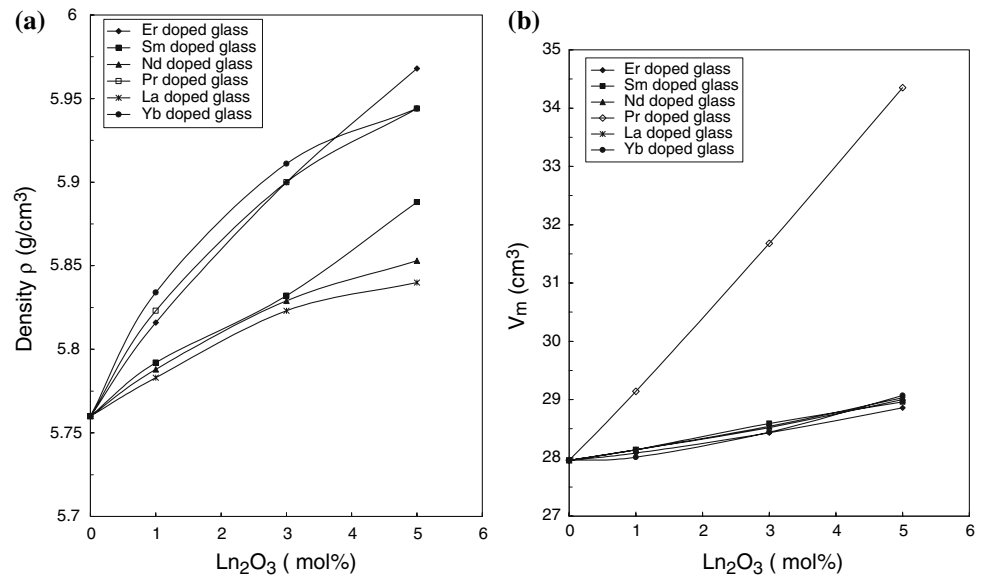 (a)
6
5.95
5.9
5.85
5.8
5.75
5.7
0
1
2
3
4
5
6
Density ρ (g/cm³)
Ln₂O₃ ( mol%)
Er doped glass
Sm doped glass
Nd doped glass
Pr doped glass
La doped glass
Yb doped glass
(b)
35
34
33
32
31
30
29
28
27
0
1
2
3
4
5
6
Vm (cm³)
Ln₂O₃ ( mol%)
Er doped glass
Sm doped glass
Nd doped glass
Pr doped glass
La doped glass
Yb doped glass